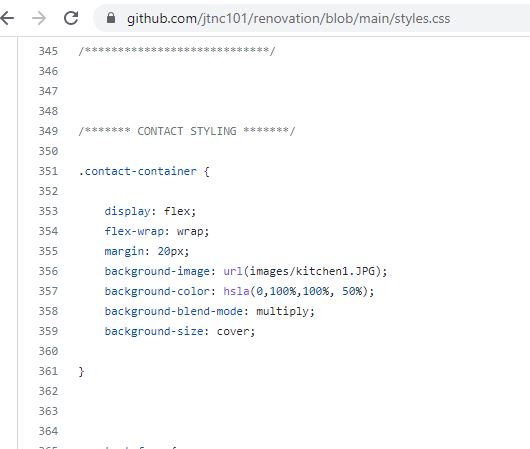 github.com/jtnc101/renovation/blob/main/styles.css
345 /****************************/
346
347
348
349 /******* CONTACT STYLING *******/
350
351 .contact-container {
352
353 display: flex;
354 flex-wrap: wrap;
355 margin: 20px;
356 background-image: url(images/kitchen1.JPG);
357 background-color: hsla(0,100%,100%, 50%);
358 background-blend-mode: multiply;
359 background-size: cover;
360
361 }
362
363
364